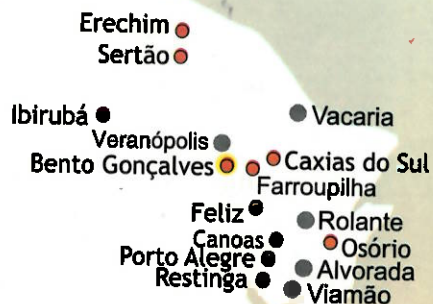 Erechim
Sertão
Ibirubá
Vacaria
Veranópolis
Bento Gonçalves
Caxias do Sul
Farroupilha
Feliz
Rolante
Canoas
Osório
Porto Alegre
Alvorada
Restinga
Viamão